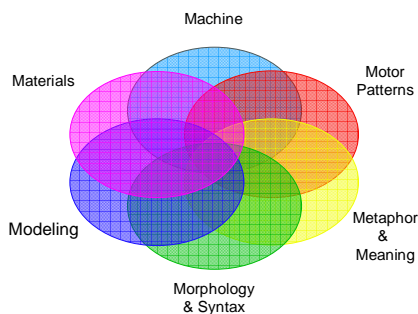 Machine
Materials
Motor
Patterns
Modeling
Metaphor
&
Meaning
Morphology
& Syntax